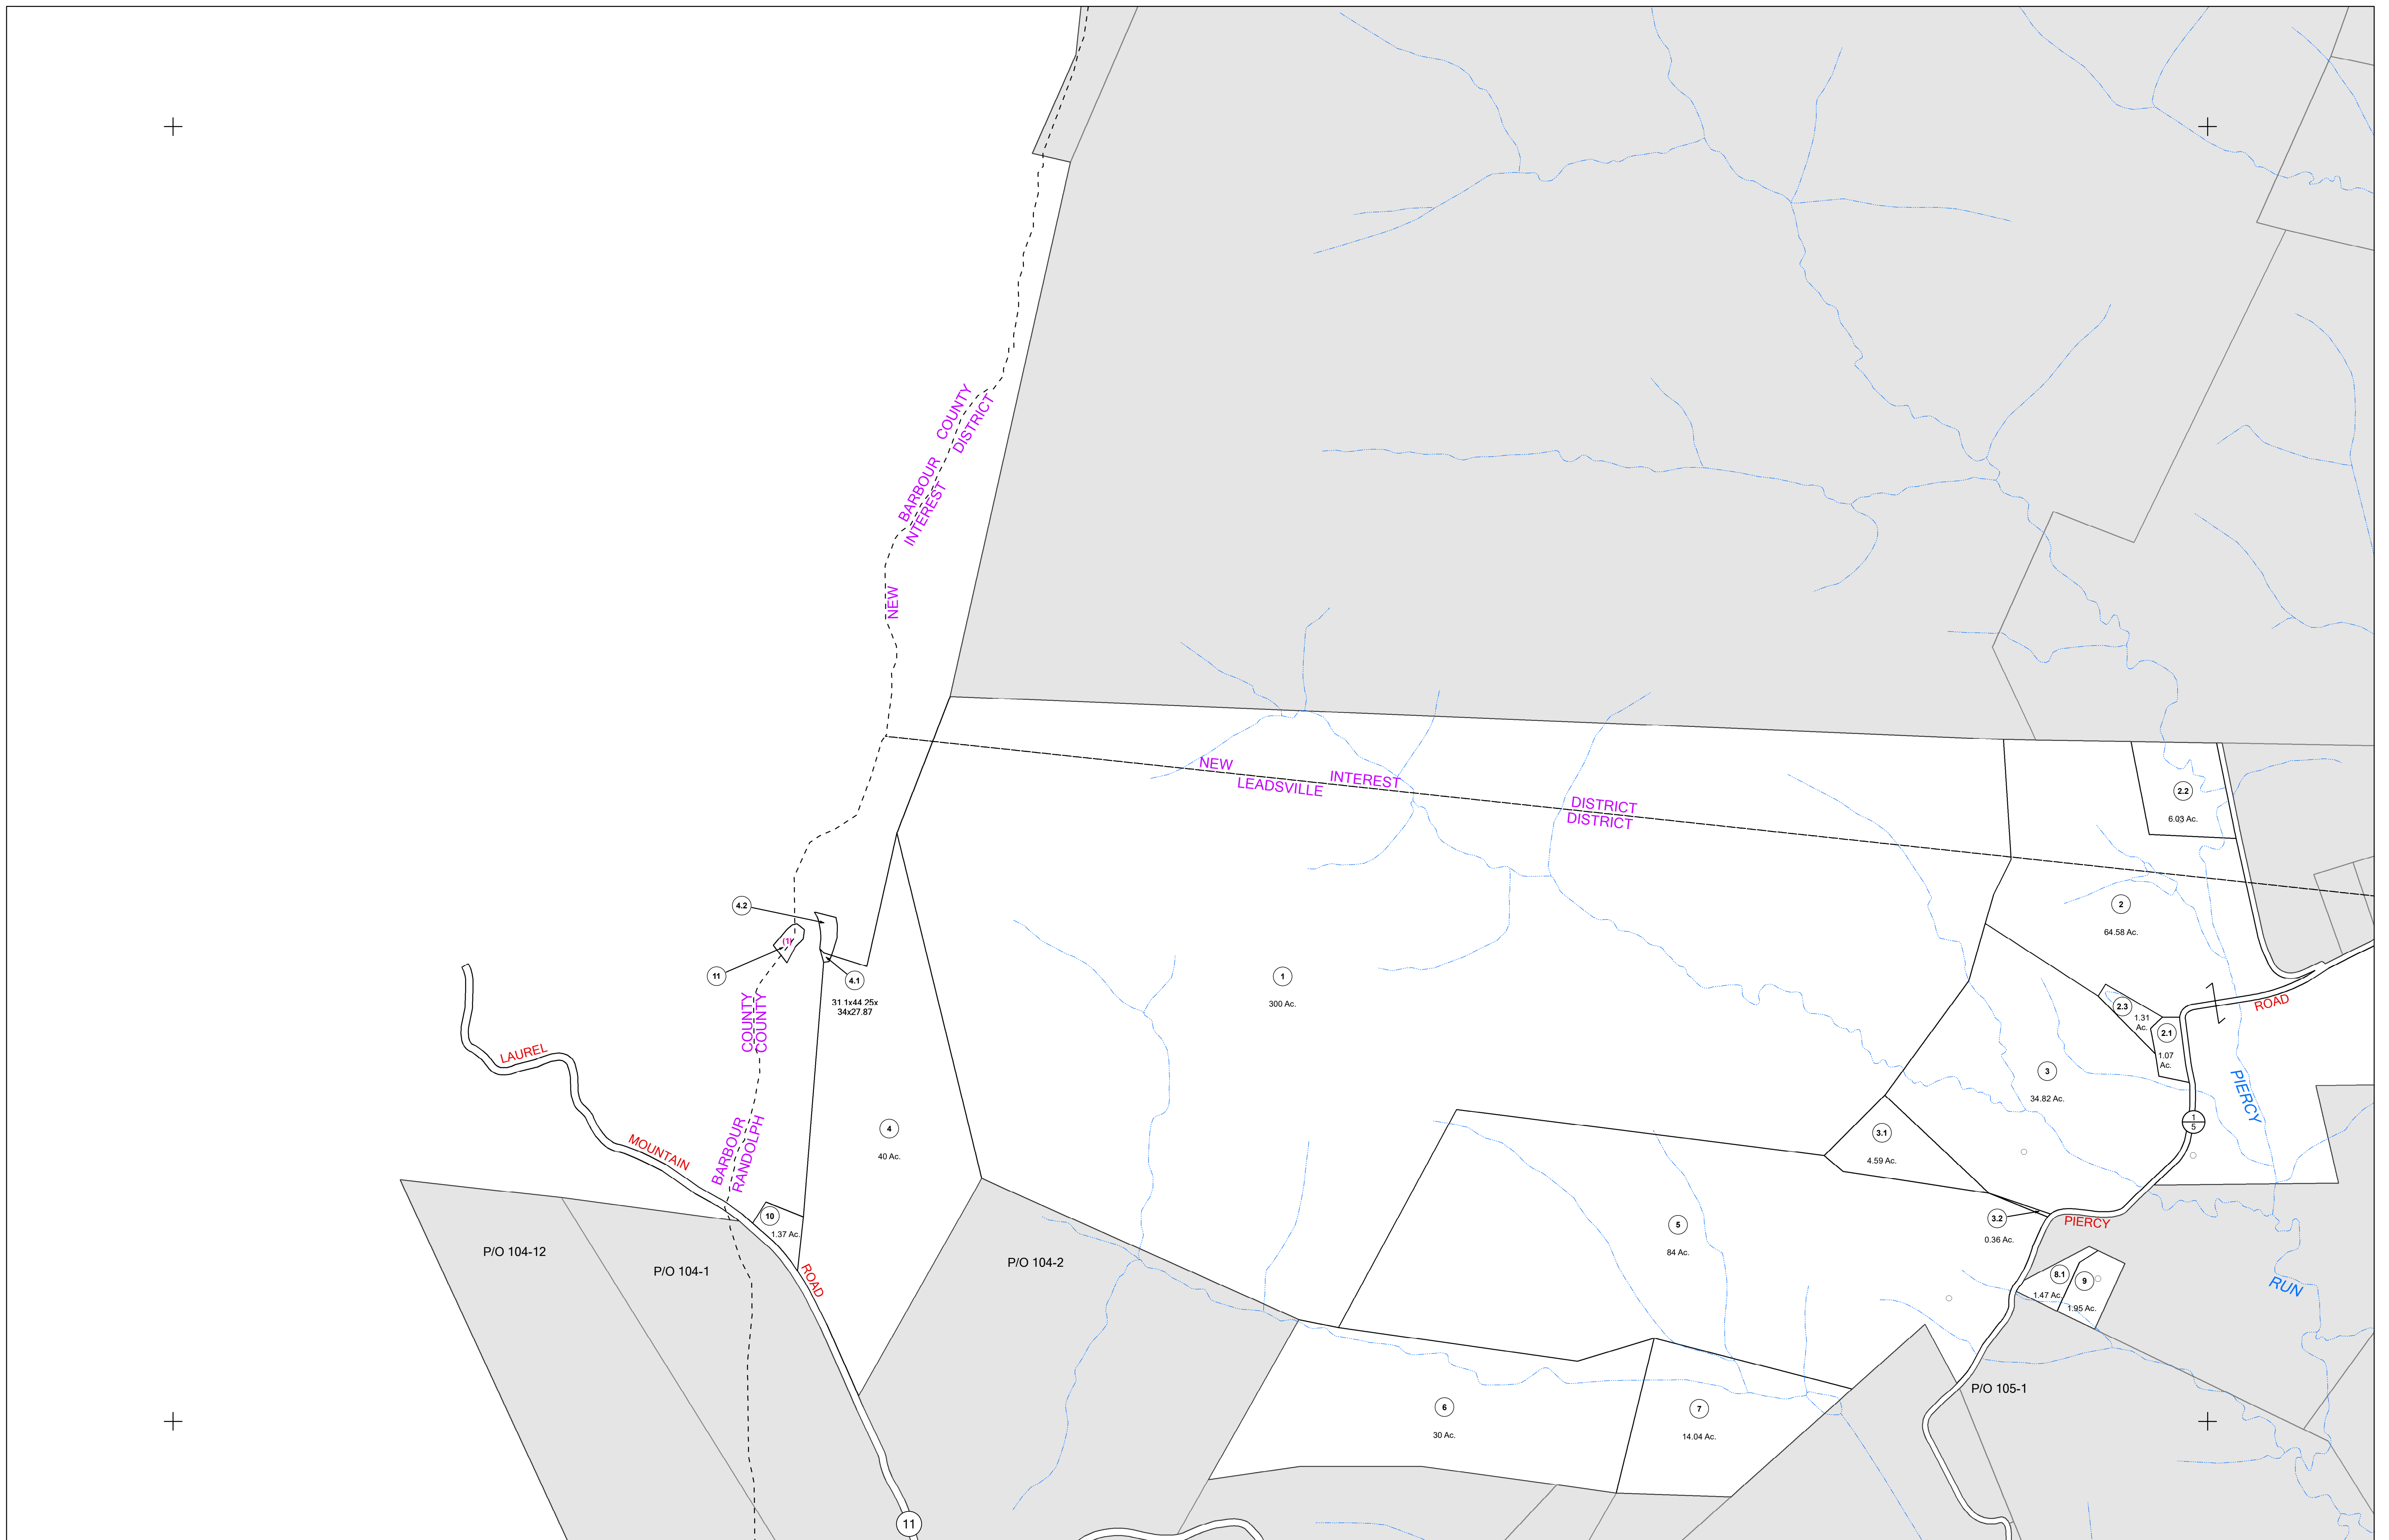 COUNTY
DISTRICT
BARBOUR
INTEREST
NEW
NEW
INTEREST
LEADSVILLE
DISTRICT
DISTRICT
2.2
6.03 Ac.
2
64.58 Ac.
4.2
(1)
11
4.1
31.1x44.25x
34x27.87
1
300 Ac.
2.3
1.31
Ac.
2.1
1.07
Ac.
ROAD
COUNTY
COUNTY
LAUREL
3
34.82 Ac.
PIERCY
1
5
4
40 Ac.
3.1
4.59 Ac.
MOUNTAIN
BARBOUR
RANDOLPH
10
1.37 Ac.
3.2
0.36 Ac.
PIERCY
5
84 Ac.
P/O 104-12
P/O 104-1
P/O 104-2
ROAD
8.1
1.47 Ac.
9
1.95 Ac.
RUN
P/O 105-1
6
30 Ac.
7
14.04 Ac.
11